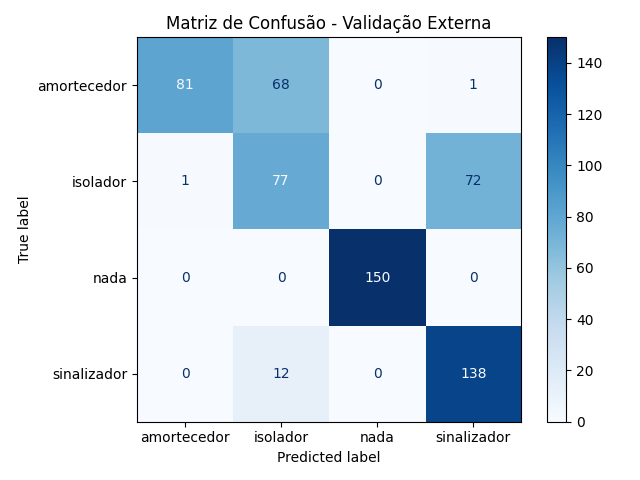 Matriz de Confusão - Validação Externa
amortecedor 81 68 0 1
isolador 1 77 0 72
nada 0 0 150 0
sinalizador 0 12 0 138
amortecedor isolador nada sinalizador
Predicted label
True label
140
120
100
80
60
40
20
0